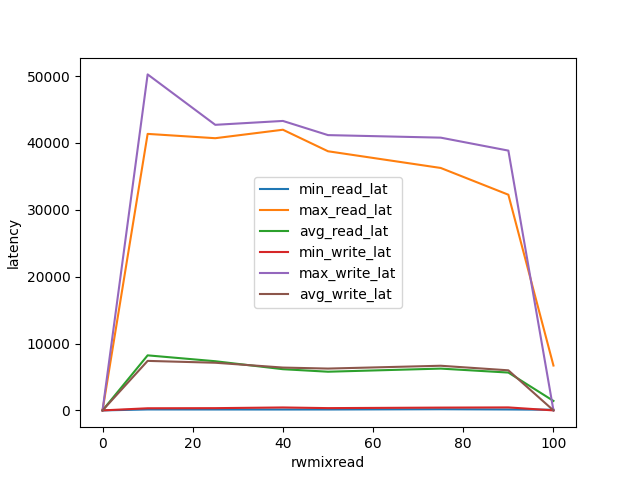 50000
40000
30000
20000
10000
0
latency
min_read_lat
max_read_lat
avg_read_lat
min_write_lat
max_write_lat
avg_write_lat
0 20 40 60 80 100
rwmixread